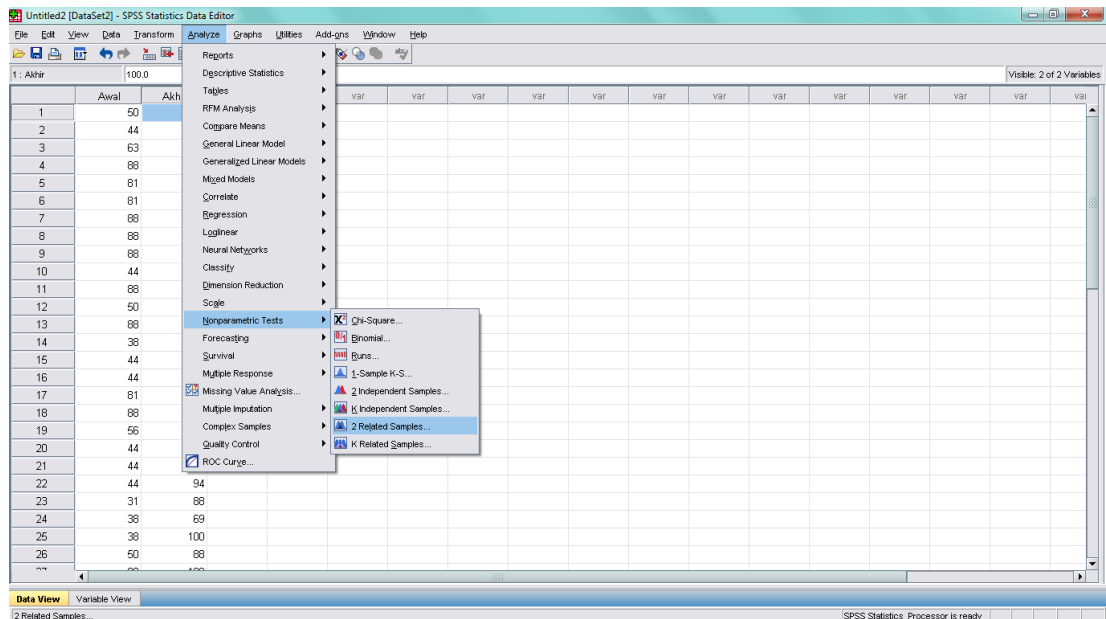 Untitled2 [DataSet2] - SPSS Statistics Data Editor
File Edit View Data Transform Analyze Graphs Utilities Add-ons Window Help
1 : Akhir 100.0 Visible: 2 of 2 Variables
Awal Akh var var var var var var var var var var var var
1 50
2 44
3 63
4 88
5 81
6 81
7 88
8 88
9 88
10 44
11 88
12 50
13 88
14 38
15 44
16 44
17 81
18 88
19 56
20 44
21 44
22 44 94
23 31 88
24 38 69
25 38 100
26 50 88
Reports
Descriptive Statistics
Tables
RFM Analysis
Compare Means
General Linear Model
Generalized Linear Models
Mixed Models
Correlate
Regression
Loglinear
Neural Networks
Classify
Dimension Reduction
Scale
Nonparametric Tests
Forecasting
Survival
Multiple Response
Missing Value Analysis...
Multiple Imputation
Complex Samples
Quality Control
ROC Curve...
Chi-Square...
Binomial...
Runs...
1-Sample K-S...
2 Independent Samples...
K Independent Samples...
2 Related Samples...
K Related Samples...
Data View Variable View
2 Related Samples... SPSS Statistics Processor is ready